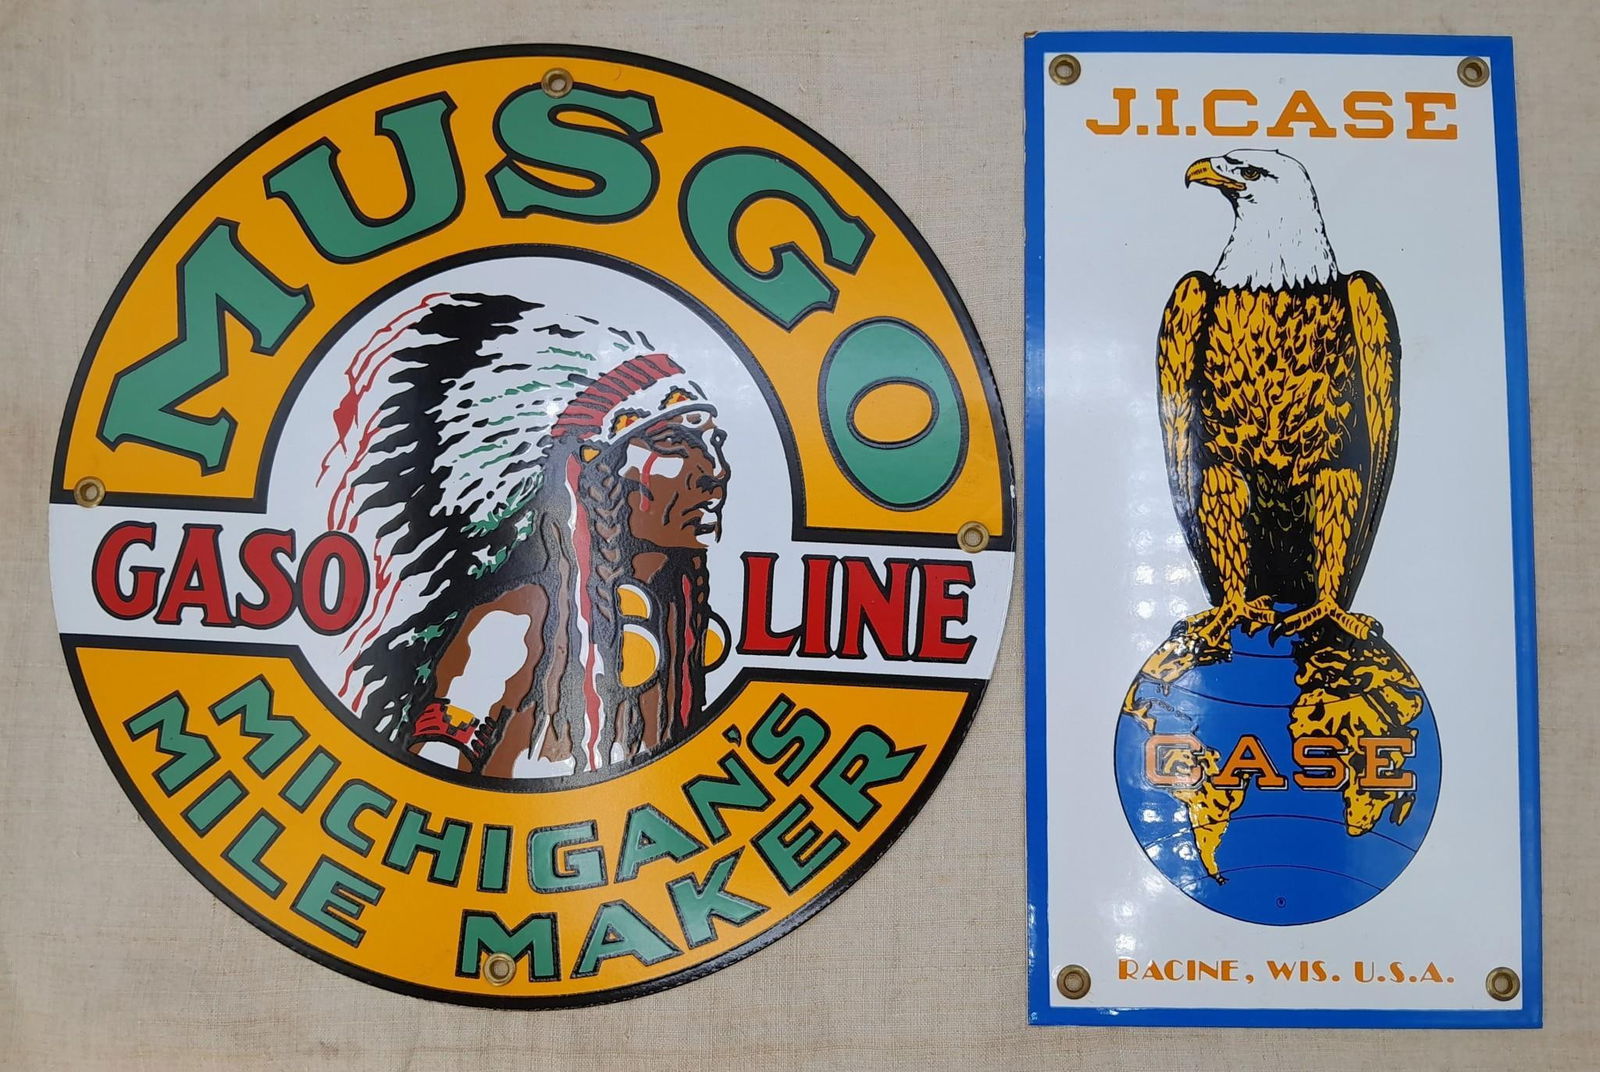 MUSGO
GASO LINE
MICHIGAN'S
MILE MAKER
J.I.CASE
CASE
RACINE, WIS. U.S.A.